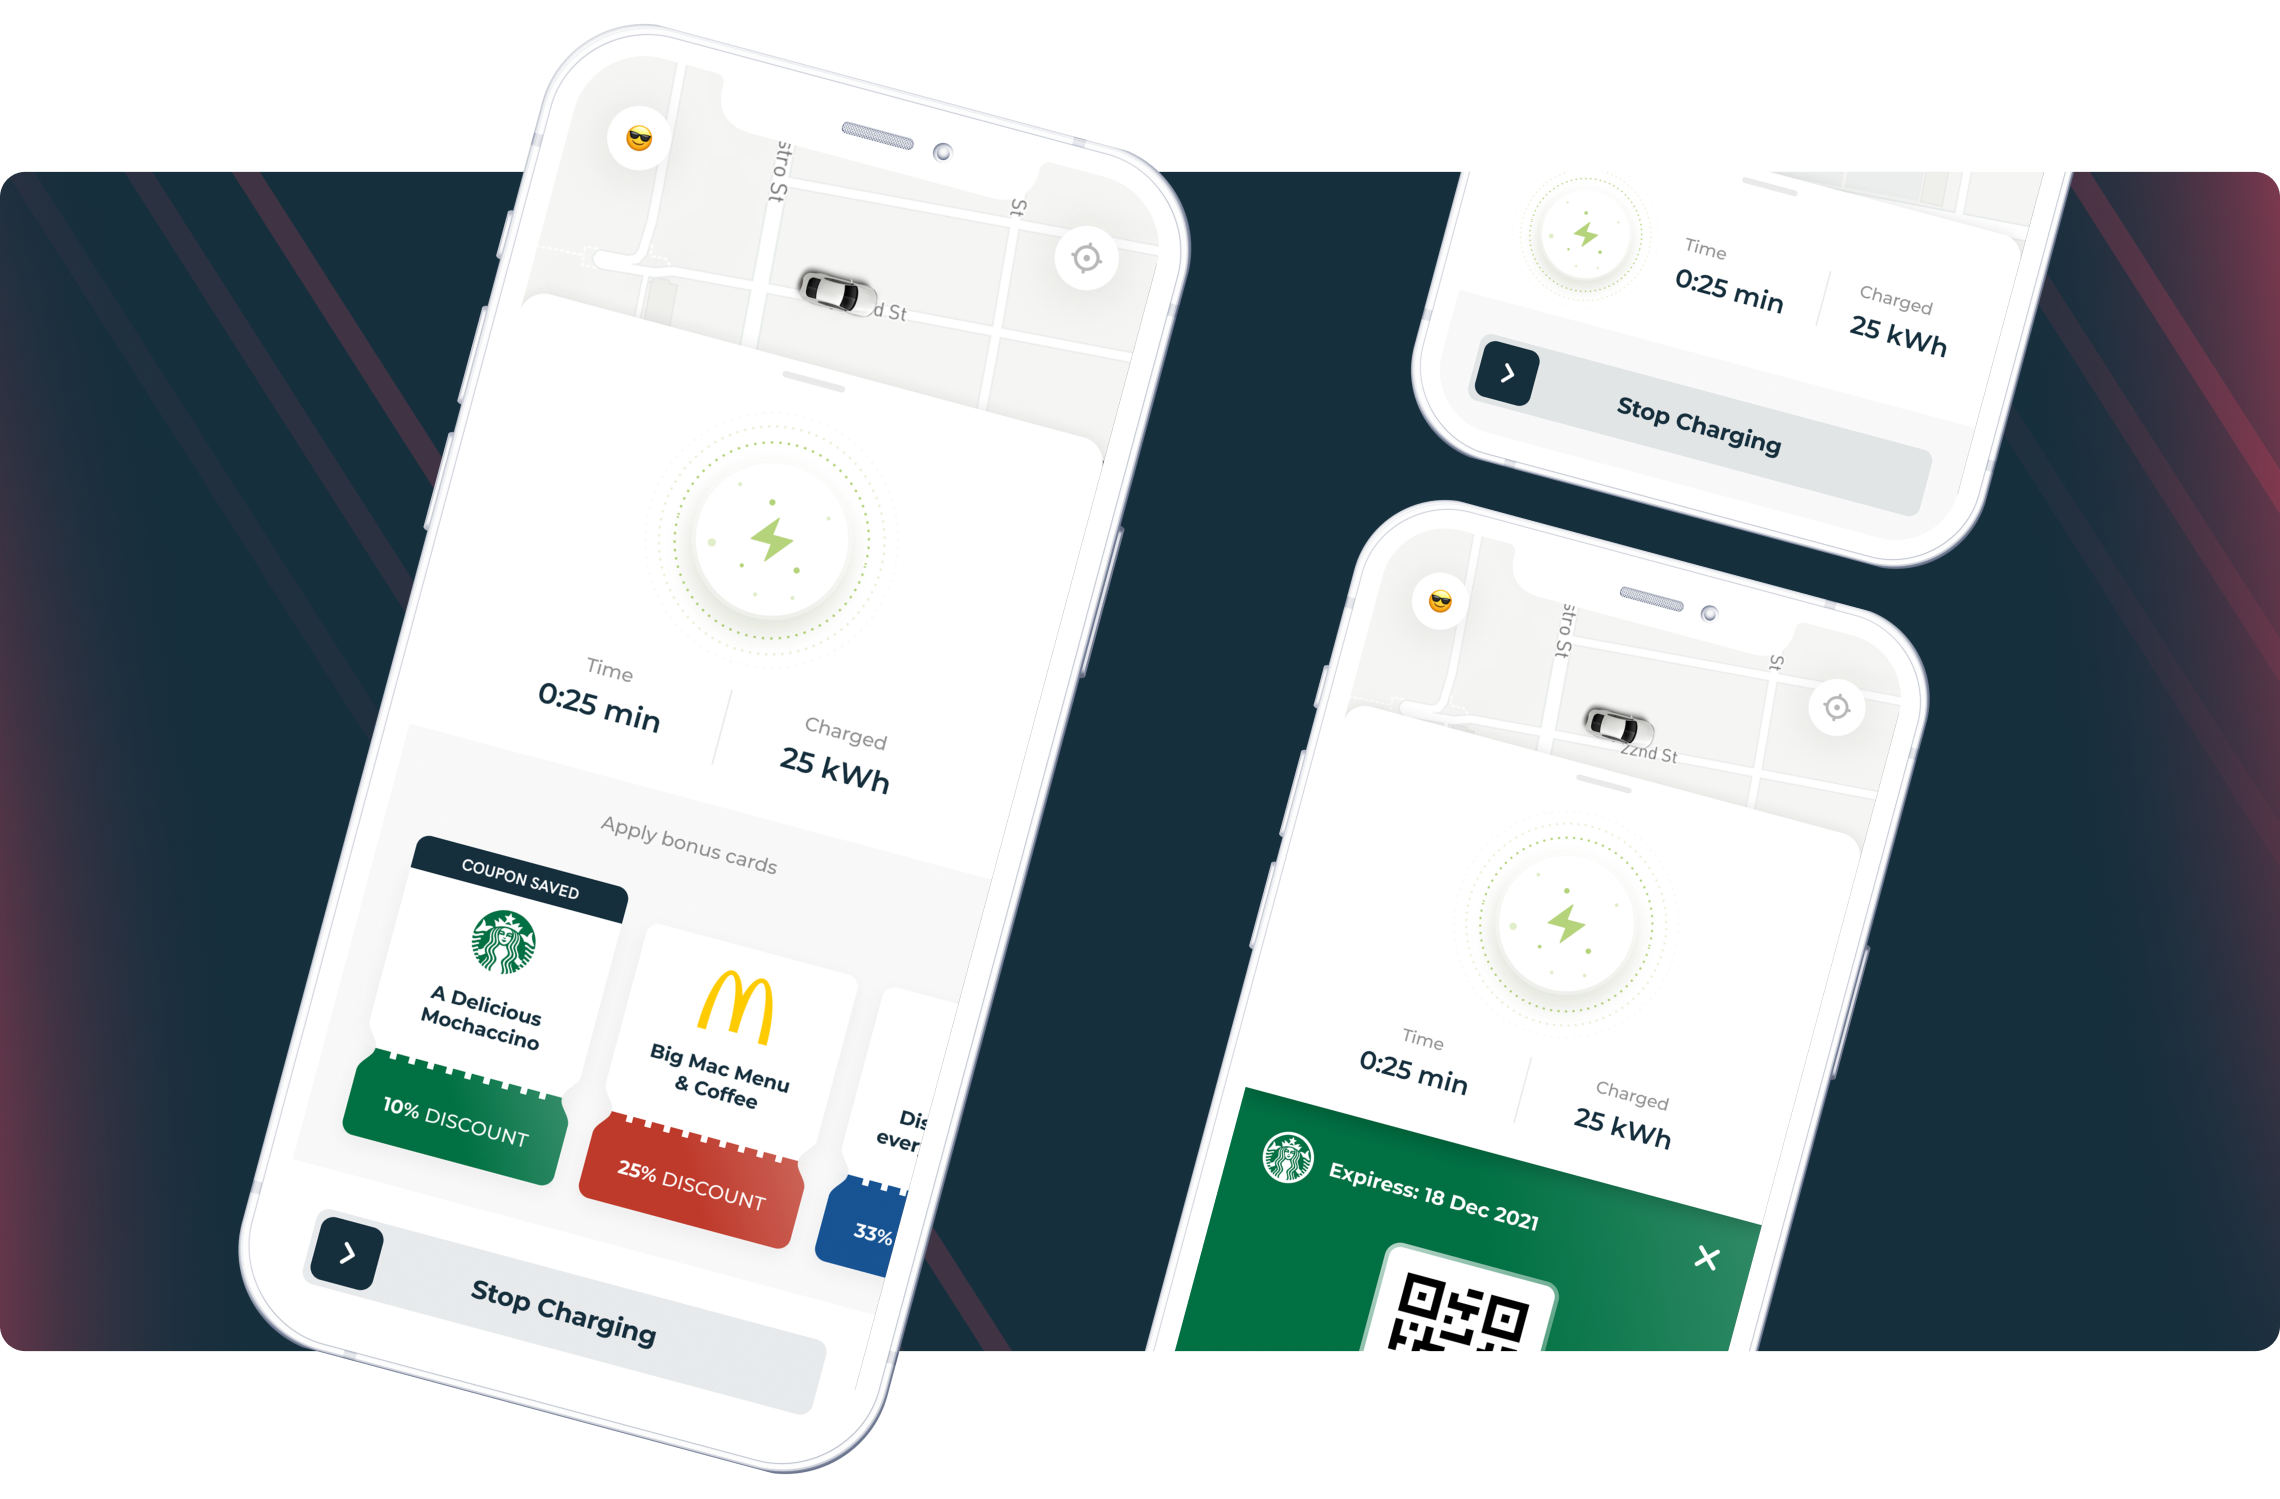 stro St
St
d St
Time
0:25 min
Charged
25 kWh
Apply bonus cards
COUPON SAVED
A Delicious
Mochaccino
10% DISCOUNT
Big Mac Menu
& Coffee
25% DISCOUNT
Dis
ever
33%
Stop Charging
Time
0:25 min
Charged
25 kWh
Stop Charging
stro St
St
22nd St
Time
0:25 min
Charged
25 kWh
Expiress: 18 Dec 2021